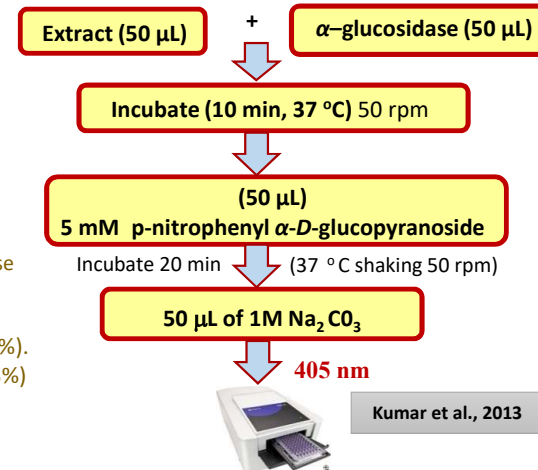 Extract (50 µL)
+
α–glucosidase (50 µL)
Incubate (10 min, 37 °C) 50 rpm
(50 µL)
5 mM p-nitrophenyl α-D-glucopyranoside
se
Incubate 20 min
(37 °C shaking 50 rpm)
50 µL of 1M Na₂ C0₃
%).
%)
405 nm
Kumar et al., 2013